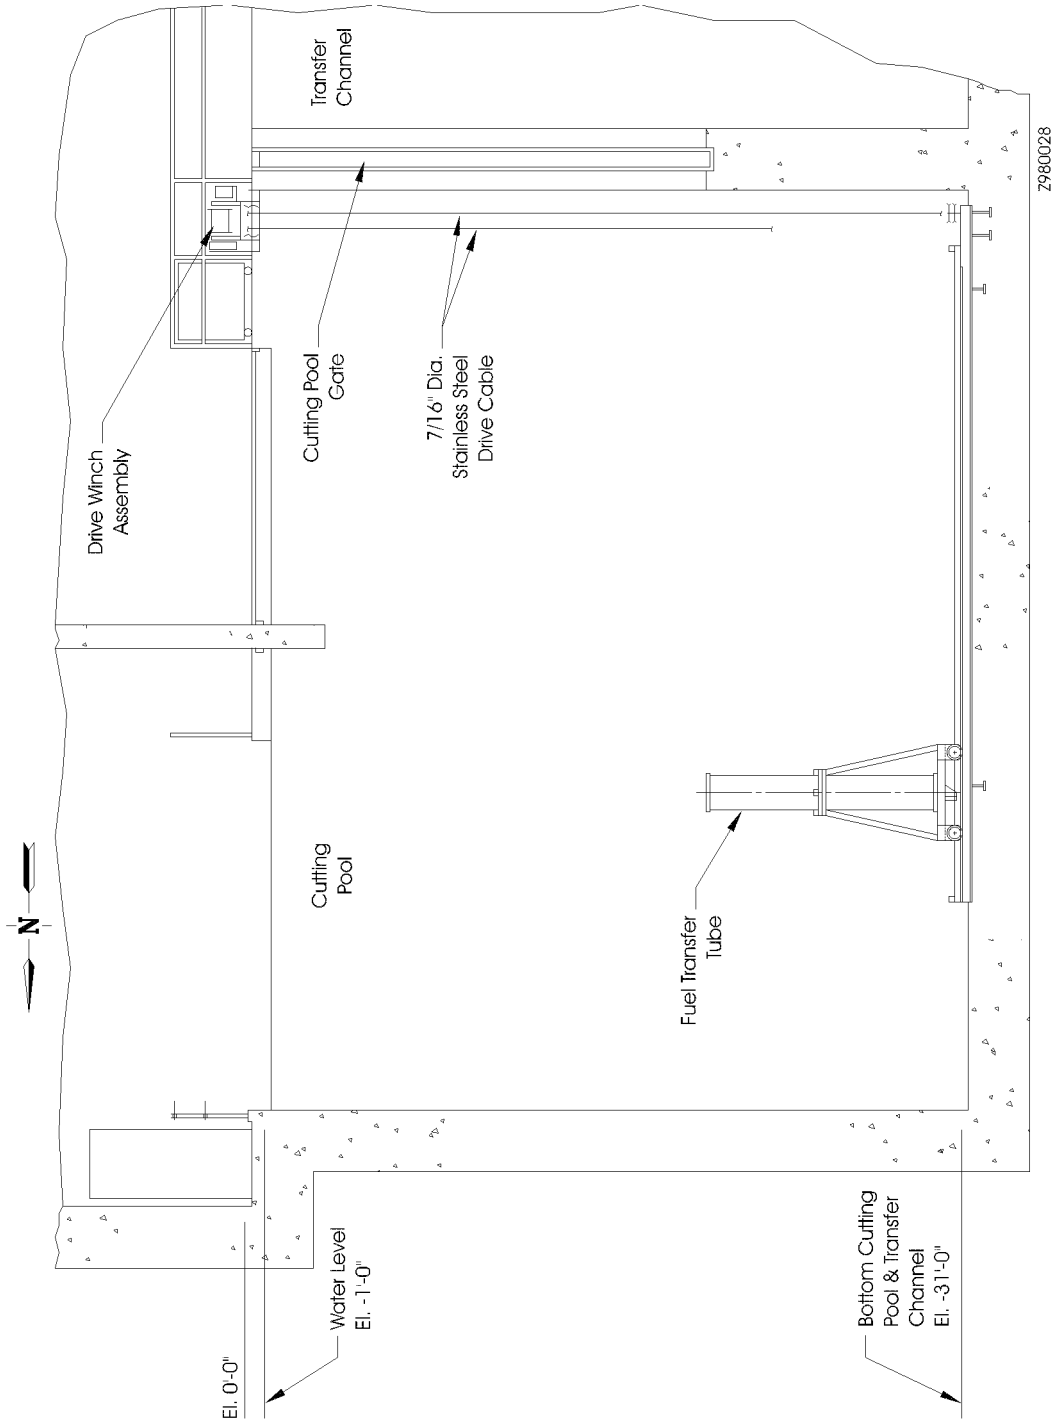 Transfer
Channel
Cutting Pool
Gate
7/16" Dia.
Stainless Steel
Drive Cable
Drive Winch
Assembly
N
Cutting
Pool
Fuel Transfer
Tube
El. 0'-0"
Water Level
El. -1'-0"
Bottom Cutting
Pool & Transfer
Channel
El. -31'-0"
Z980028